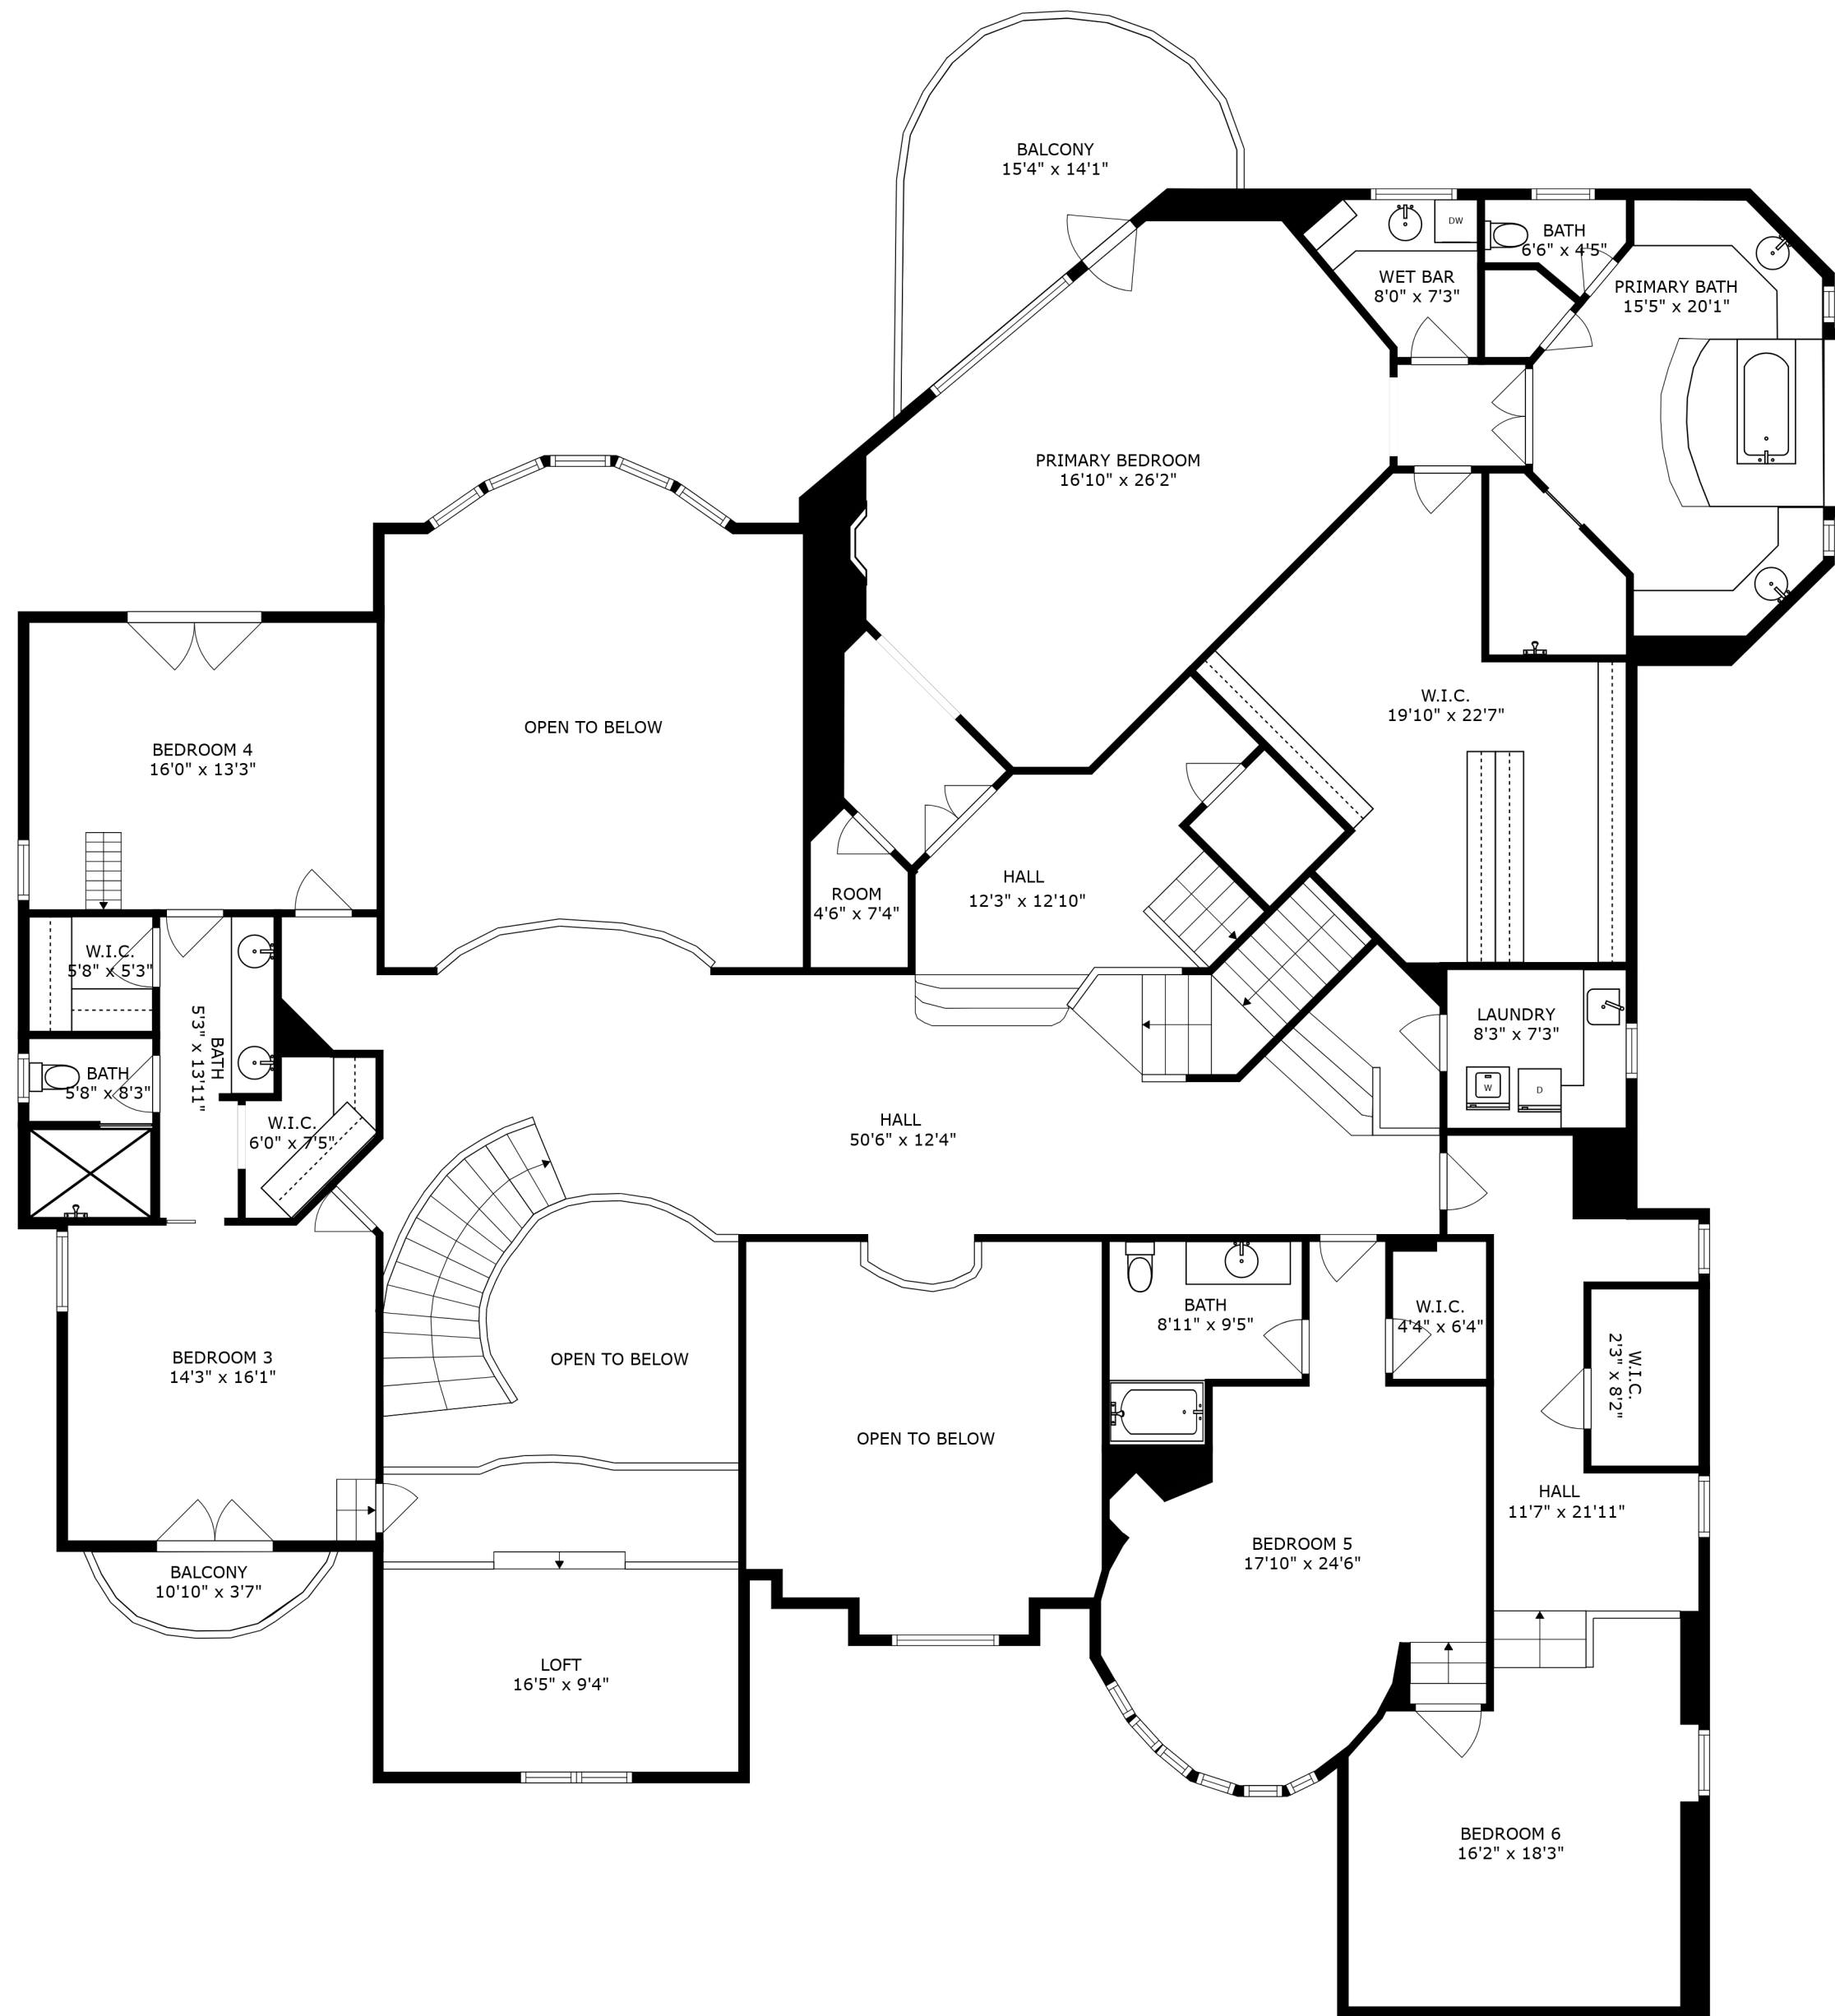 BALCONY
15'4" x 14'1"
BATH
6'6" x 4'5"
DW
WET BAR
8'0" x 7'3"
PRIMARY BATH
15'5" x 20'1"
PRIMARY BEDROOM
16'10" x 26'2"
W.I.C.
19'10" x 22'7"
OPEN TO BELOW
BEDROOM 4
16'0" x 13'3"
ROOM
4'6" x 7'4"
HALL
12'3" x 12'10"
W.I.C.
5'8" x 5'3"
BATH
5'3" x 13'11"
LAUNDRY
8'3" x 7'3"
W
D
BATH
5'8" x 8'3"
W.I.C.
6'0" x 7'5"
HALL
50'6" x 12'4"
BATH
8'11" x 9'5"
W.I.C.
4'4" x 6'4"
BEDROOM 3
14'3" x 16'1"
OPEN TO BELOW
W.I.C.
2'3" x 8'2"
OPEN TO BELOW
HALL
11'7" x 21'11"
BEDROOM 5
17'10" x 24'6"
BALCONY
10'10" x 3'7"
LOFT
16'5" x 9'4"
BEDROOM 6
16'2" x 18'3"